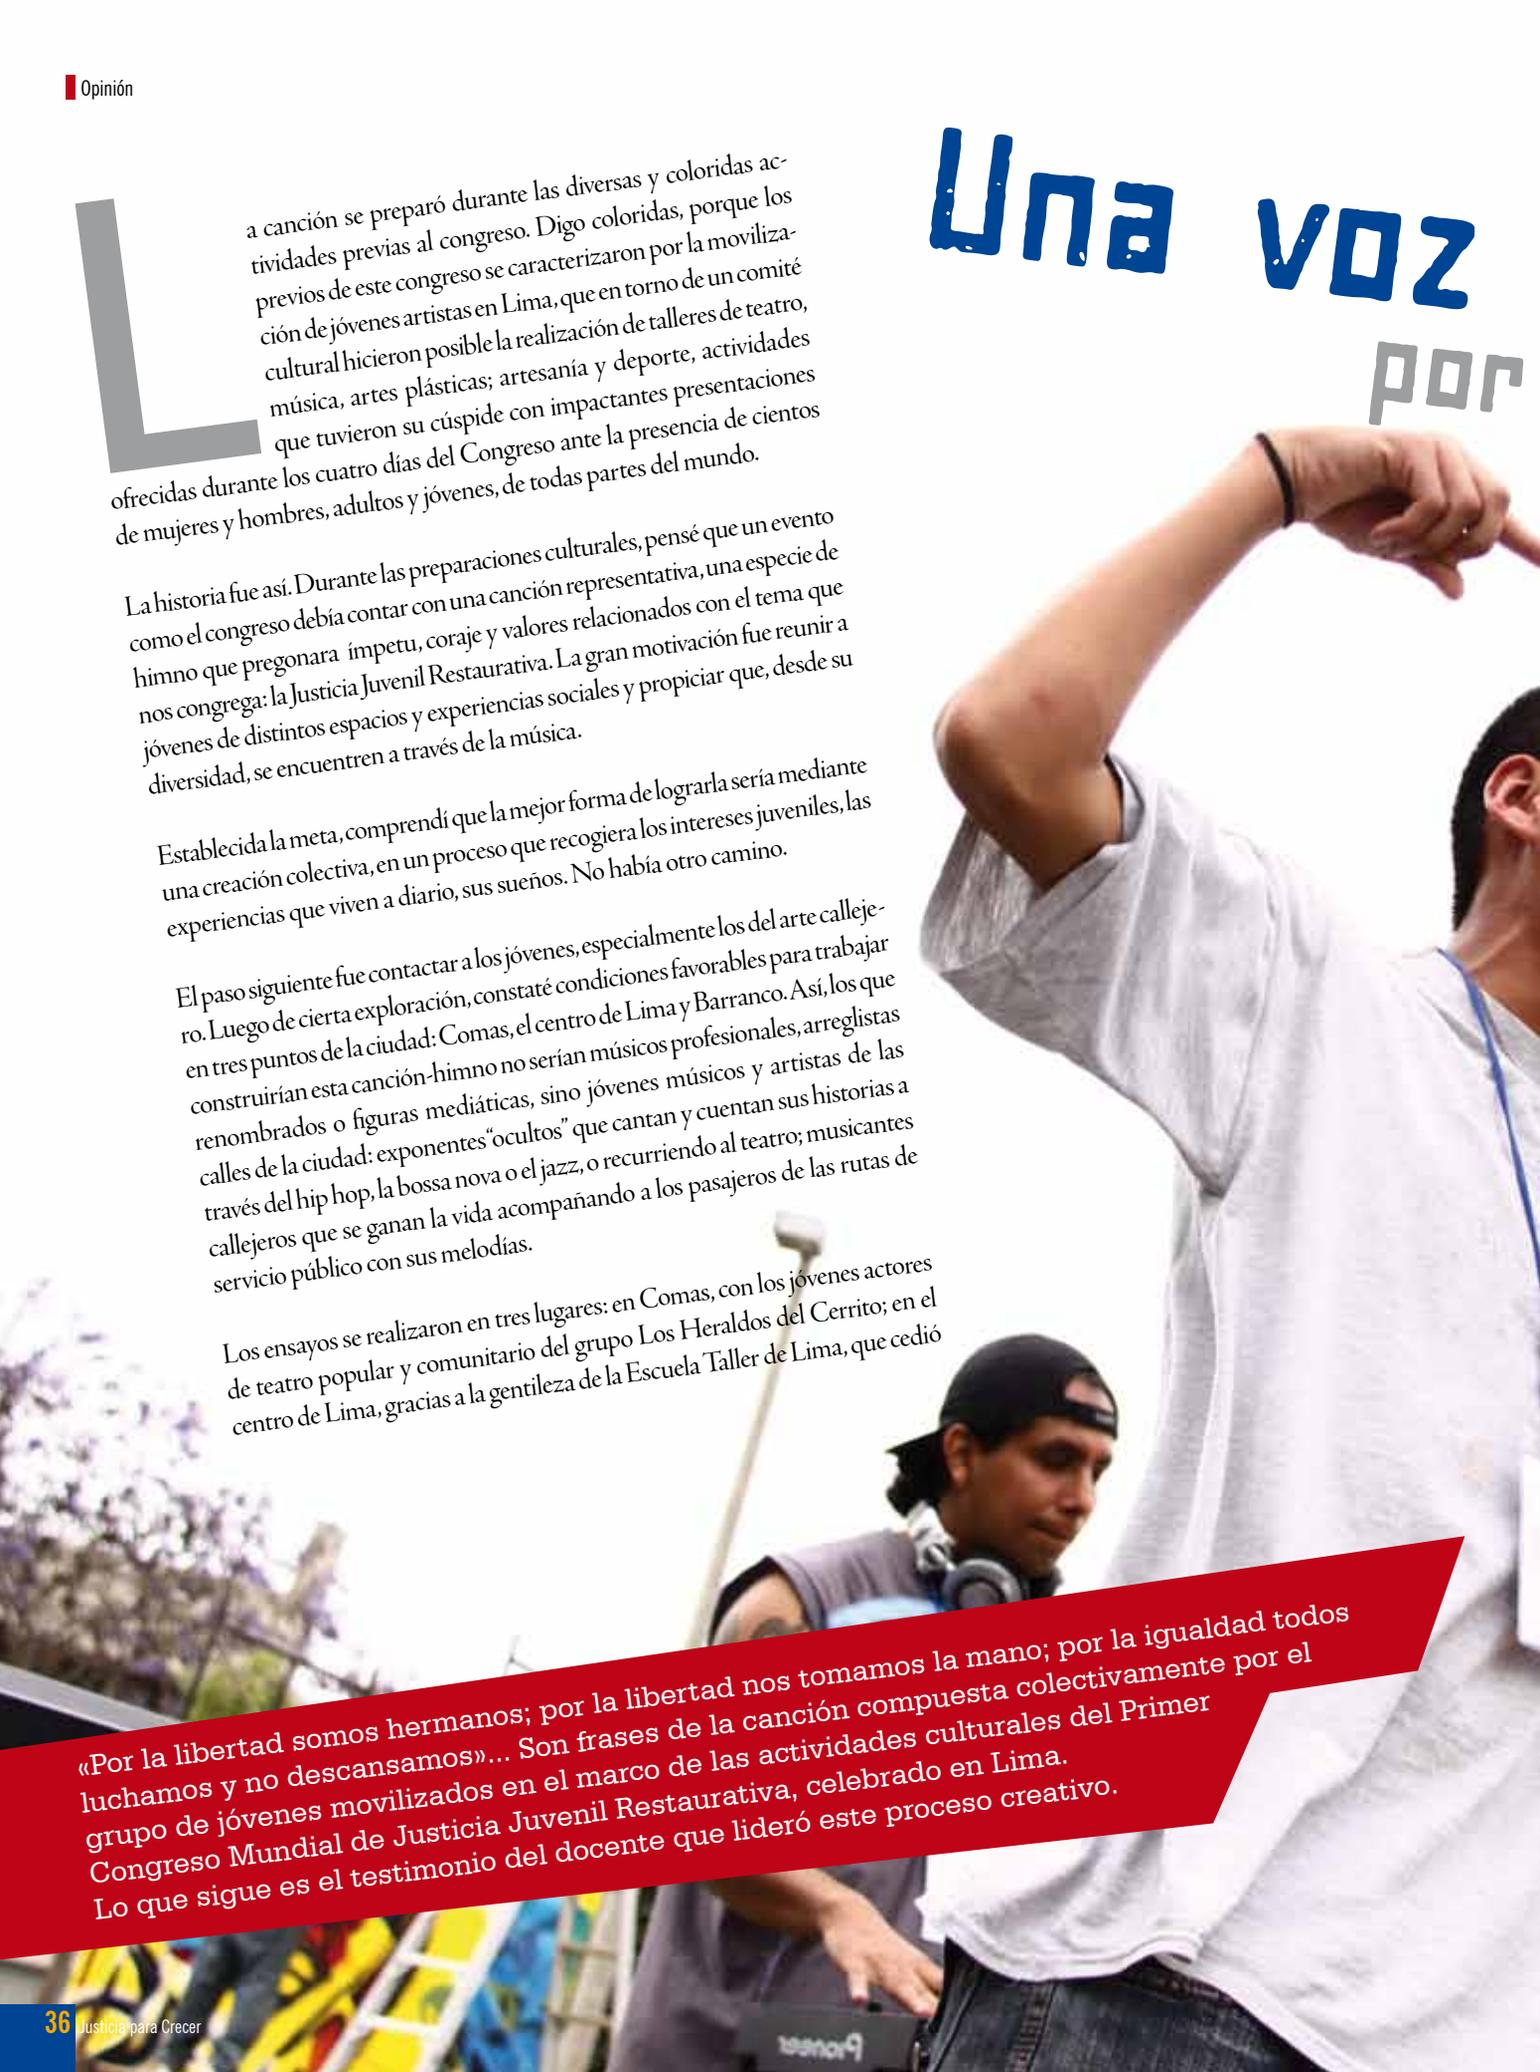 Opinión
Una voz
por
La canción se preparó durante las diversas y coloridas ac-
tividades previas al congreso. Digo coloridas, porque los
previos de este congreso se caracterizaron por la moviliza-
ción de jóvenes artistas en Lima, que en torno de un comité
cultural hicieron posible la realización de talleres de teatro,
música, artes plásticas; artesanía y deporte, actividades
que tuvieron su cúspide con impactantes presentaciones
ofrecidas durante los cuatro días del Congreso ante la presencia de cientos
de mujeres y hombres, adultos y jóvenes, de todas partes del mundo.
La historia fue así. Durante las preparaciones culturales, pensé que un evento
como el congreso debía contar con una canción representativa, una especie de
himno que pregonara ímpetu, coraje y valores relacionados con el tema que
nos congrega: la Justicia Juvenil Restaurativa. La gran motivación fue reunir a
jóvenes de distintos espacios y experiencias sociales y propiciar que, desde su
diversidad, se encuentren a través de la música.
Establecida la meta, comprendí que la mejor forma de lograrla sería mediante
una creación colectiva, en un proceso que recogiera los intereses juveniles, las
experiencias que viven a diario, sus sueños. No había otro camino.
El paso siguiente fue contactar a los jóvenes, especialmente los del arte calleje-
ro. Luego de cierta exploración, constaté condiciones favorables para trabajar
en tres puntos de la ciudad: Comas, el centro de Lima y Barranco. Así, los que
construirían esta canción-himno no serían músicos profesionales, arreglistas
renombrados o figuras mediáticas, sino jóvenes músicos y artistas de las
calles de la ciudad: exponentes “ocultos” que cantan y cuentan sus historias a
través del hip hop, la bossa nova o el jazz, o recurriendo al teatro; musicantes
callejeros que se ganan la vida acompañando a los pasajeros de las rutas de
servicio público con sus melodías.
Los ensayos se realizaron en tres lugares: en Comas, con los jóvenes actores
de teatro popular y comunitario del grupo Los Heraldos del Cerrito; en el
centro de Lima, gracias a la gentileza de la Escuela Taller de Lima, que cedió
«Por la libertad somos hermanos; por la libertad nos tomamos la mano; por la igualdad todos
luchamos y no descansamos»... Son frases de la canción compuesta colectivamente por el
grupo de jóvenes movilizados en el marco de las actividades culturales del Primer
Congreso Mundial de Justicia Juvenil Restaurativa, celebrado en Lima.
Lo que sigue es el testimonio del docente que lideró este proceso creativo.
Pioneer
36 Justicia para Crecer